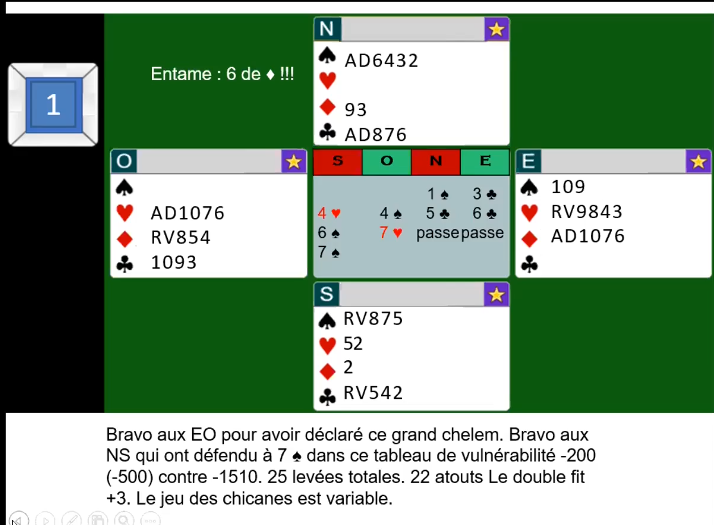 N
Entame : 6 de ♦ !!!
♠ AD6432
♥
♦ 93
♣ AD876
1
O
♠
♥ AD1076
♦ RV854
♣ 1093
S O N E
1 ♠ 3 ♣
4 ♥ 4 ♠ 5 ♣ 6 ♣
6 ♠ 7 ♥ passe passe
7 ♠
E
♠ 109
♥ RV9843
♦ AD1076
♣
S
♠ RV875
♥ 52
♦ 2
♣ RV542
Bravo aux EO pour avoir déclaré ce grand chelem. Bravo aux
NS qui ont défendu à 7 ♠ dans ce tableau de vulnérabilité -200
(-500) contre -1510. 25 levées totales. 22 atouts Le double fit
+3. Le jeu des chicanes est variable.